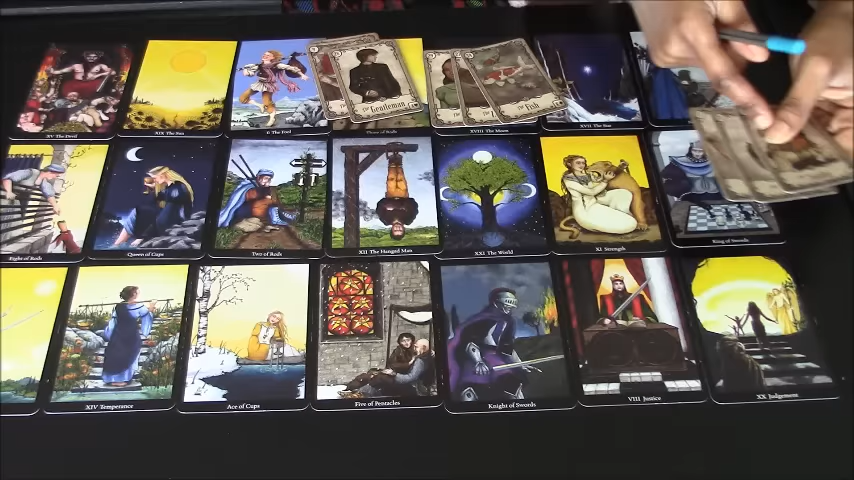 XV The Devil
XIX The Sun
0 The Fool
The Gentleman
The Fish
XVIII The Moon
XVII The Star
Eight of Rods
Queen of Cups
Two of Rods
XII The Hanged Man
XXI The World
XI Strength
King of Swords
XIV Temperance
Ace of Cups
Five of Pentacles
Knight of Swords
VIII Justice
XX Judgement